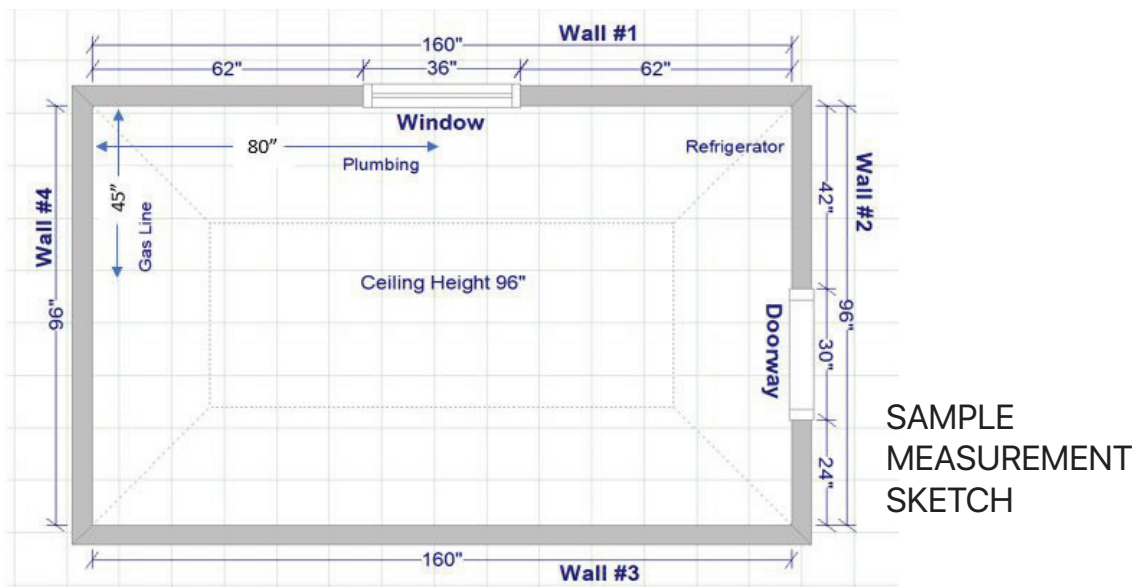 Wall #1
160"
62"
36"
62"
Window
80”
Plumbing
Refrigerator
Wall #4
96"
45”
Gas Line
Ceiling Height 96"
Wall #2
42"
96"
Doorway
30"
24"
SAMPLE
MEASUREMENT
SKETCH
160"
Wall #3